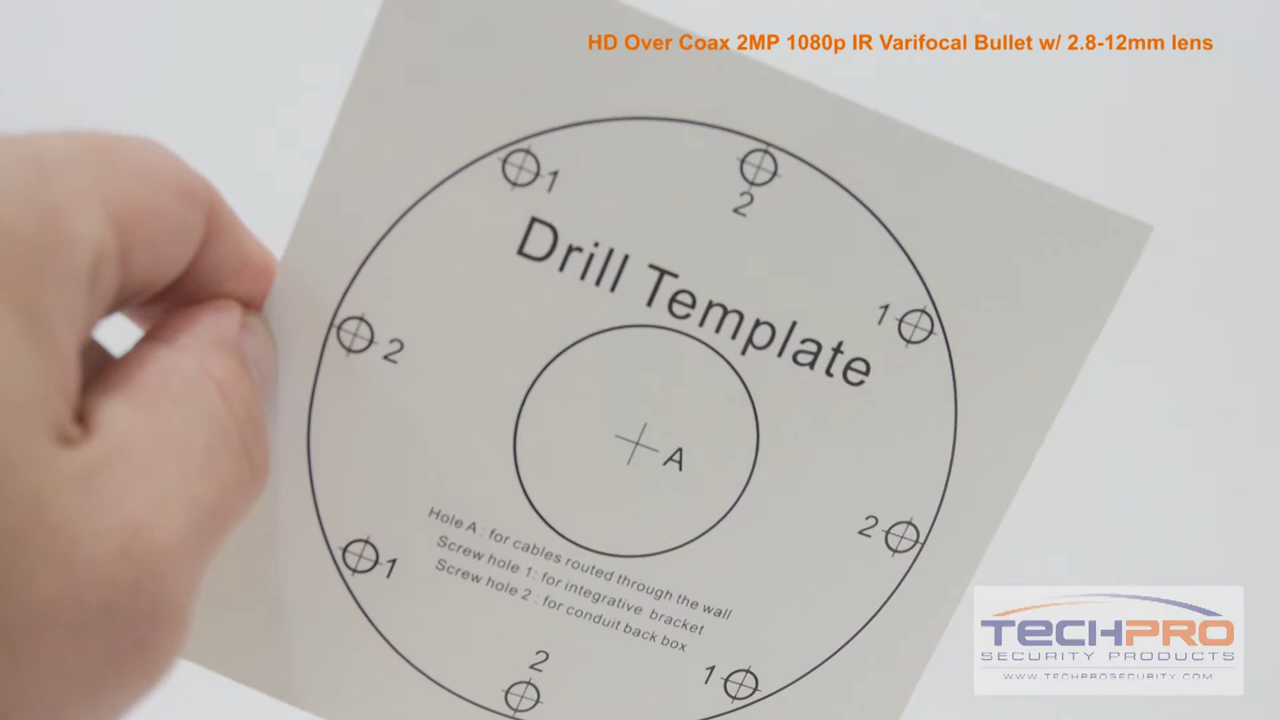 HD Over Coax 2MP 1080p IR Varifocal Bullet w/ 2.8-12mm lens
1
2
Drill Template
1
2
A
2
Hole A : for cables routed through the wall
Screw hole 1: for integrative bracket
Screw hole 2 : for conduit back box
1
2
1
TECHPRO
SECURITY PRODUCTS
WWW.TECHPROSECURITY.COM